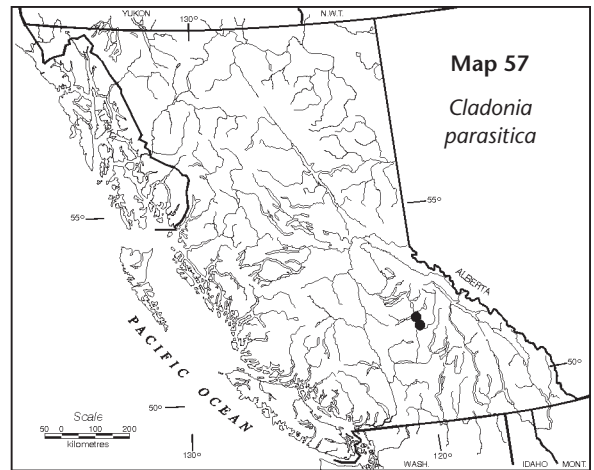 YUKON
130°
N.W.T.
Map 57
Cladonia
parasitica
55°
55°
ALBERTA
PACIFIC OCEAN
50°
50°
Scale
50 0 100 200
kilometres
130°
120°
WASH.
IDAHO
MONT.